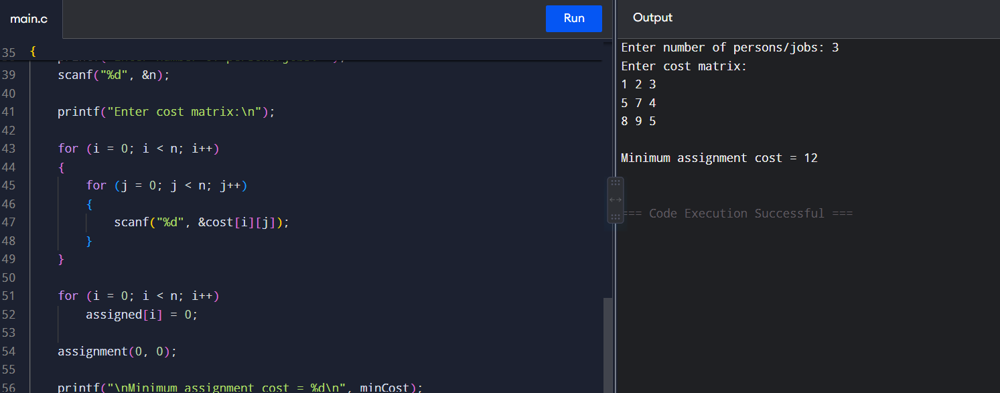 main.c
Run
Output
35 {
39 scanf("%d", &n);
40
41 printf("Enter cost matrix:\n");
42
43 for (i = 0; i < n; i++)
44 {
45 for (j = 0; j < n; j++)
46 {
47 scanf("%d", &cost[i][j]);
48 }
49 }
50
51 for (i = 0; i < n; i++)
52 assigned[i] = 0;
53
54 assignment(0, 0);
55
56 printf("\nMinimum assignment cost = %d\n", minCost);
Enter number of persons/jobs: 3
Enter cost matrix:
1 2 3
5 7 4
8 9 5
Minimum assignment cost = 12
=== Code Execution Successful ===